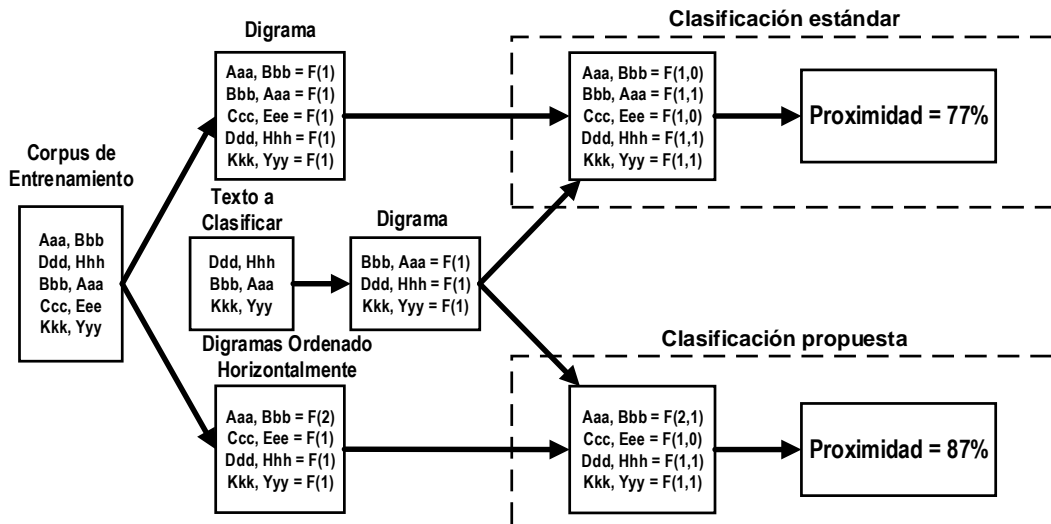 Clasificación estándar
Digrama
Aaa, Bbb = F(1)
Bbb, Aaa = F(1)
Ccc, Eee = F(1)
Ddd, Hhh = F(1)
Kkk, Yyy = F(1)
Aaa, Bbb = F(1,0)
Bbb, Aaa = F(1,1)
Ccc, Eee = F(1,0)
Ddd, Hhh = F(1,1)
Kkk, Yyy = F(1,1)
Proximidad = 77%
Corpus de
Entrenamiento
Aaa, Bbb
Ddd, Hhh
Bbb, Aaa
Ccc, Eee
Kkk, Yyy
Texto a
Clasificar
Ddd, Hhh
Bbb, Aaa
Kkk, Yyy
Digrama
Bbb, Aaa = F(1)
Ddd, Hhh = F(1)
Kkk, Yyy = F(1)
Digramas Ordenado
Horizontalmente
Aaa, Bbb = F(2)
Ccc, Eee = F(1)
Ddd, Hhh = F(1)
Kkk, Yyy = F(1)
Clasificación propuesta
Aaa, Bbb = F(2,1)
Ccc, Eee = F(1,0)
Ddd, Hhh = F(1,1)
Kkk, Yyy = F(1,1)
Proximidad = 87%